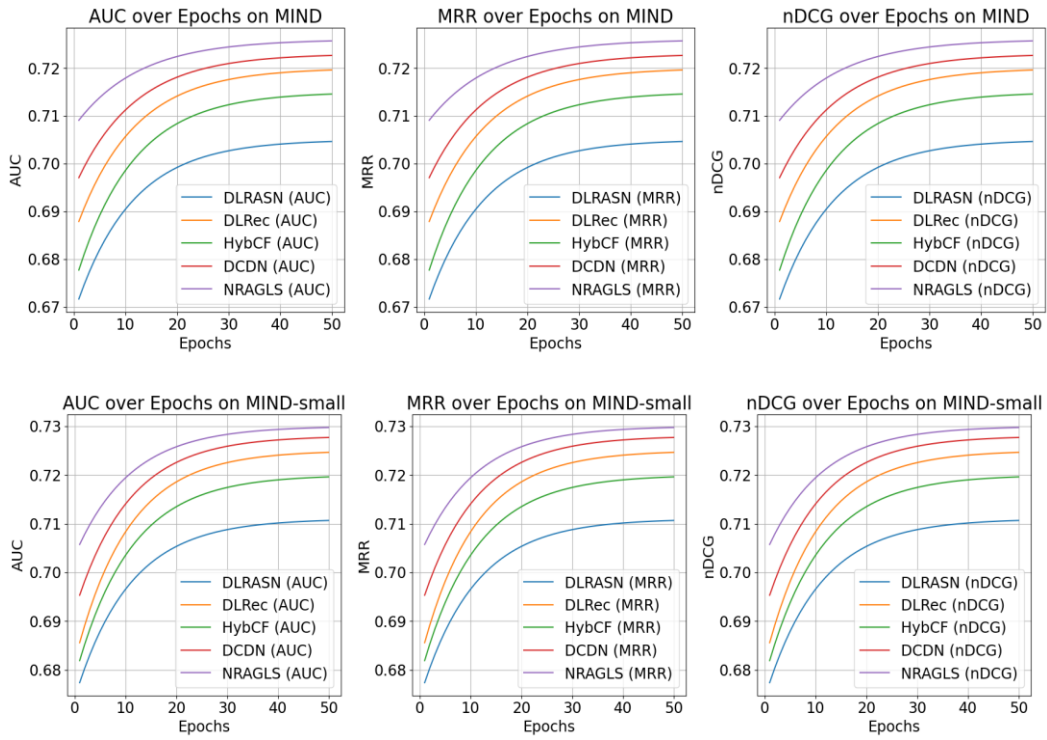 AUC over Epochs on MIND
0.72
0.71
0.70
0.69
0.68
0.67
AUC
DLRASN (AUC)
DLRec (AUC)
HybCF (AUC)
DCDN (AUC)
NRAGLS (AUC)
0 10 20 30 40 50
Epochs
MRR over Epochs on MIND
0.72
0.71
0.70
0.69
0.68
0.67
MRR
DLRASN (MRR)
DLRec (MRR)
HybCF (MRR)
DCDN (MRR)
NRAGLS (MRR)
0 10 20 30 40 50
Epochs
nDCG over Epochs on MIND
0.72
0.71
0.70
0.69
0.68
0.67
nDCG
DLRASN (nDCG)
DLRec (nDCG)
HybCF (nDCG)
DCDN (nDCG)
NRAGLS (nDCG)
0 10 20 30 40 50
Epochs
AUC over Epochs on MIND-small
0.73
0.72
0.71
0.70
0.69
0.68
AUC
DLRASN (AUC)
DLRec (AUC)
HybCF (AUC)
DCDN (AUC)
NRAGLS (AUC)
0 10 20 30 40 50
Epochs
MRR over Epochs on MIND-small
0.73
0.72
0.71
0.70
0.69
0.68
MRR
DLRASN (MRR)
DLRec (MRR)
HybCF (MRR)
DCDN (MRR)
NRAGLS (MRR)
0 10 20 30 40 50
Epochs
nDCG over Epochs on MIND-small
0.73
0.72
0.71
0.70
0.69
0.68
nDCG
DLRASN (nDCG)
DLRec (nDCG)
HybCF (nDCG)
DCDN (nDCG)
NRAGLS (nDCG)
0 10 20 30 40 50
Epochs